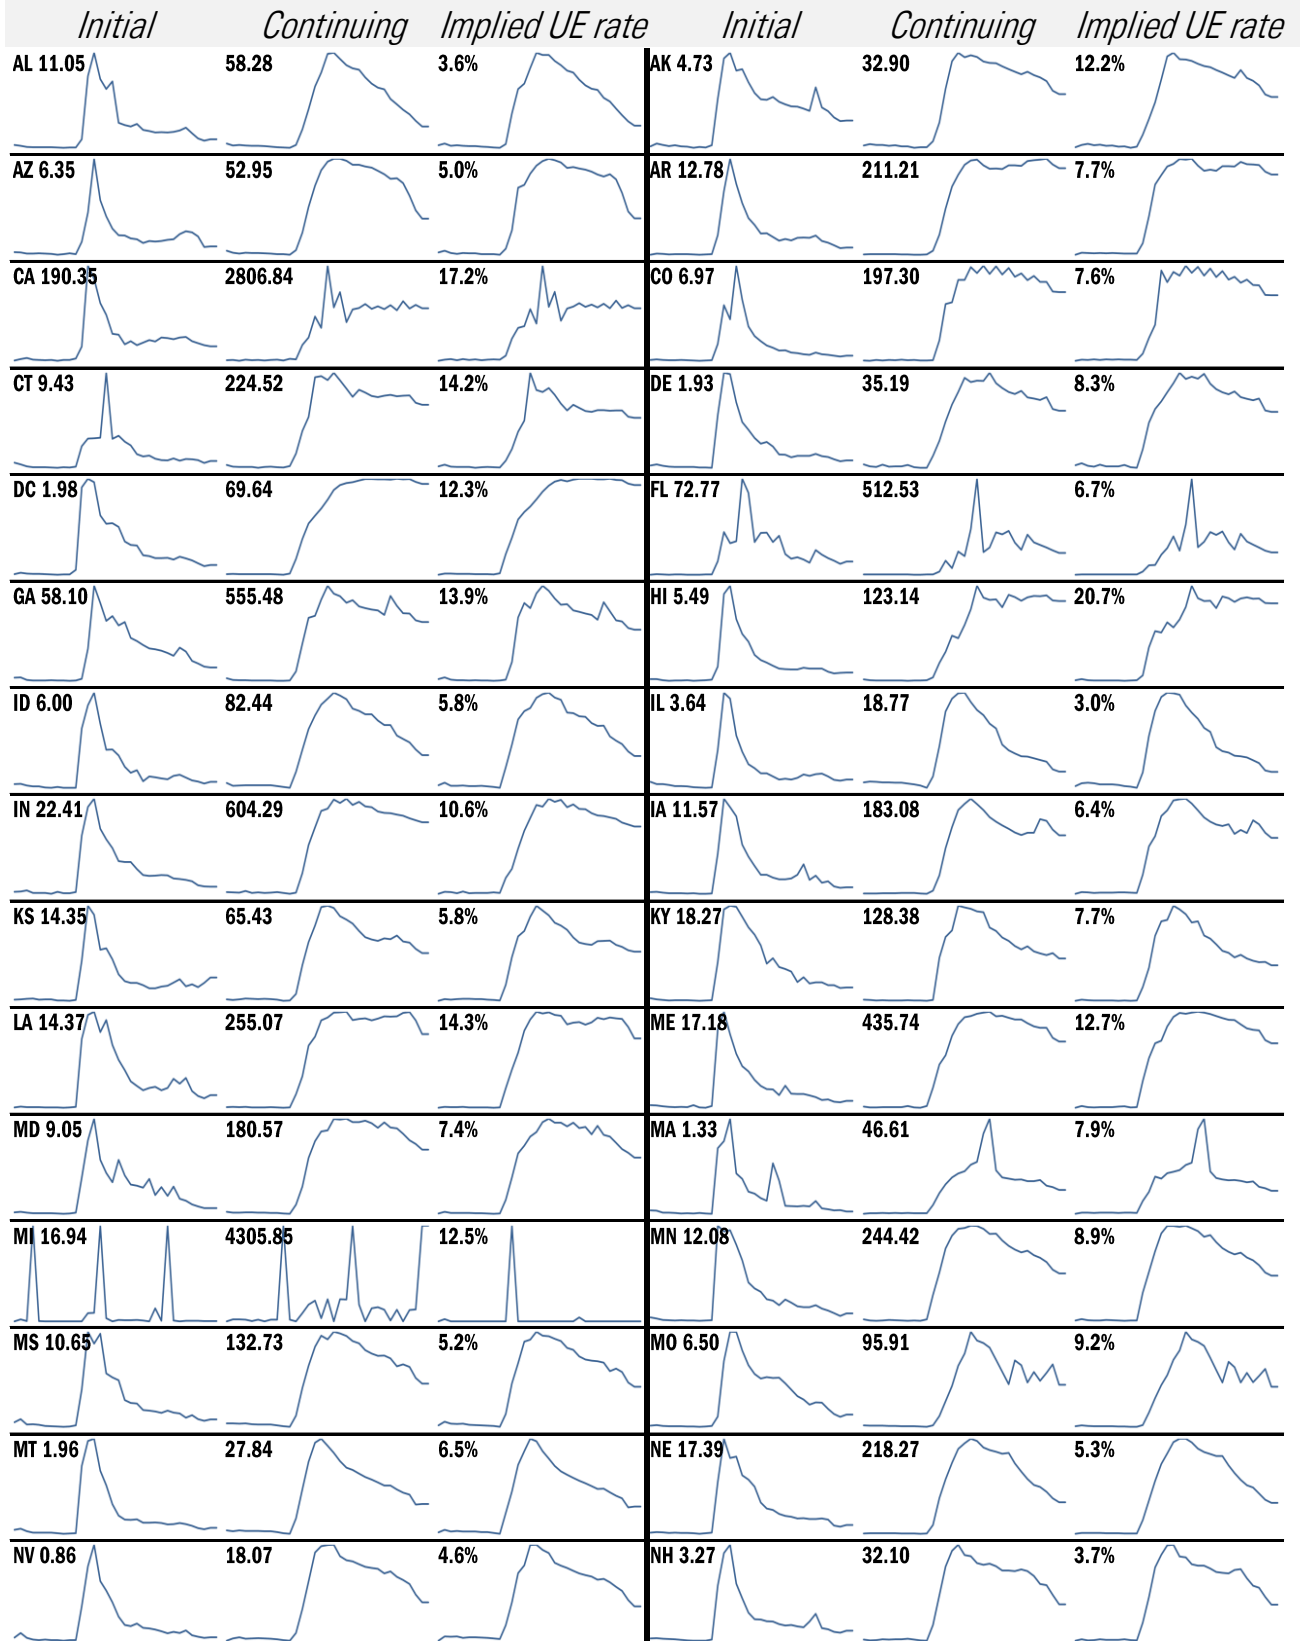 Initial Continuing Implied UE rate Initial Continuing Implied UE rate
AL 11.05 58.28 3.6% AK 4.73 32.90 12.2%
AZ 6.35 52.95 5.0% AR 12.78 211.21 7.7%
CA 190.35 2806.84 17.2% CO 6.97 197.30 7.6%
CT 9.43 224.52 14.2% DE 1.93 35.19 8.3%
DC 1.98 69.64 12.3% FL 72.77 512.53 6.7%
GA 58.10 555.48 13.9% HI 5.49 123.14 20.7%
ID 6.00 82.44 5.8% IL 3.64 18.77 3.0%
IN 22.41 604.29 10.6% IA 11.57 183.08 6.4%
KS 14.35 65.43 5.8% KY 18.27 128.38 7.7%
LA 14.37 255.07 14.3% ME 17.18 435.74 12.7%
MD 9.05 180.57 7.4% MA 1.33 46.61 7.9%
MI 16.94 4305.85 12.5% MN 12.08 244.42 8.9%
MS 10.65 132.73 5.2% MO 6.50 95.91 9.2%
MT 1.96 27.84 6.5% NE 17.39 218.27 5.3%
NV 0.86 18.07 4.6% NH 3.27 32.10 3.7%